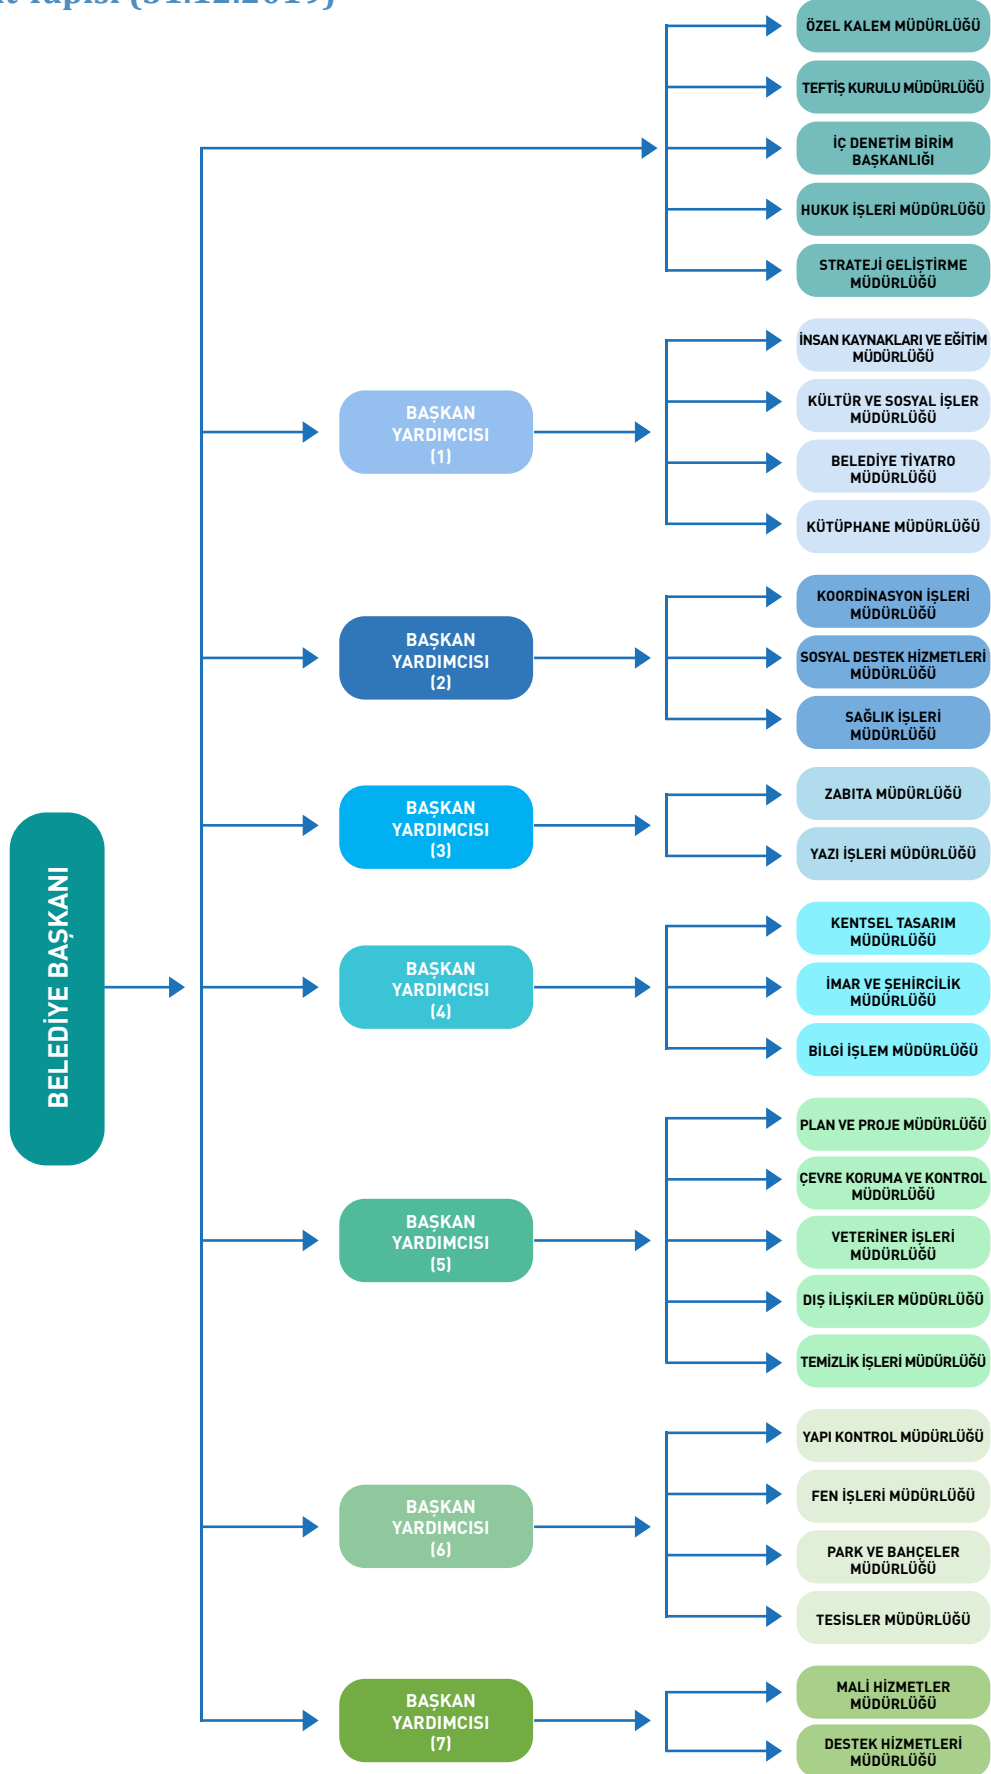 Yapısı (31.12.2019)
ÖZEL KALEM MÜDÜRLÜĞÜ
TEFTİŞ KURULU MÜDÜRLÜĞÜ
İÇ DENETİM BİRİM
BAŞKANLIĞI
HUKUK İŞLERİ MÜDÜRLÜĞÜ
STRATEJİ GELİŞTİRME
MÜDÜRLÜĞÜ
BAŞKAN
YARDIMCISI
(1)
İNSAN KAYNAKLARI VE EĞİTİM
MÜDÜRLÜĞÜ
KÜLTÜR VE SOSYAL İŞLER
MÜDÜRLÜĞÜ
BELEDİYE TİYATRO
MÜDÜRLÜĞÜ
KÜTÜPHANE MÜDÜRLÜĞÜ
BAŞKAN
YARDIMCISI
(2)
KOORDİNASYON İŞLERİ
MÜDÜRLÜĞÜ
SOSYAL DESTEK HİZMETLERİ
MÜDÜRLÜĞÜ
SAĞLIK İŞLERİ
MÜDÜRLÜĞÜ
BAŞKAN
YARDIMCISI
(3)
ZABITA MÜDÜRLÜĞÜ
YAZI İŞLERİ MÜDÜRLÜĞÜ
BELEDİYE BAŞKANI
BAŞKAN
YARDIMCISI
(4)
KENTSEL TASARIM
MÜDÜRLÜĞÜ
İMAR VE ŞEHİRCİLİK
MÜDÜRLÜĞÜ
BİLGİ İŞLEM MÜDÜRLÜĞÜ
BAŞKAN
YARDIMCISI
(5)
PLAN VE PROJE MÜDÜRLÜĞÜ
ÇEVRE KORUMA VE KONTROL
MÜDÜRLÜĞÜ
VETERİNER İŞLERİ
MÜDÜRLÜĞÜ
DIŞ İLİŞKİLER MÜDÜRLÜĞÜ
TEMİZLİK İŞLERİ MÜDÜRLÜĞÜ
BAŞKAN
YARDIMCISI
(6)
YAPI KONTROL MÜDÜRLÜĞÜ
FEN İŞLERİ MÜDÜRLÜĞÜ
PARK VE BAHÇELER
MÜDÜRLÜĞÜ
TESİSLER MÜDÜRLÜĞÜ
BAŞKAN
YARDIMCISI
(7)
MALİ HİZMETLER
MÜDÜRLÜĞÜ
DESTEK HİZMETLERİ
MÜDÜRLÜĞÜ